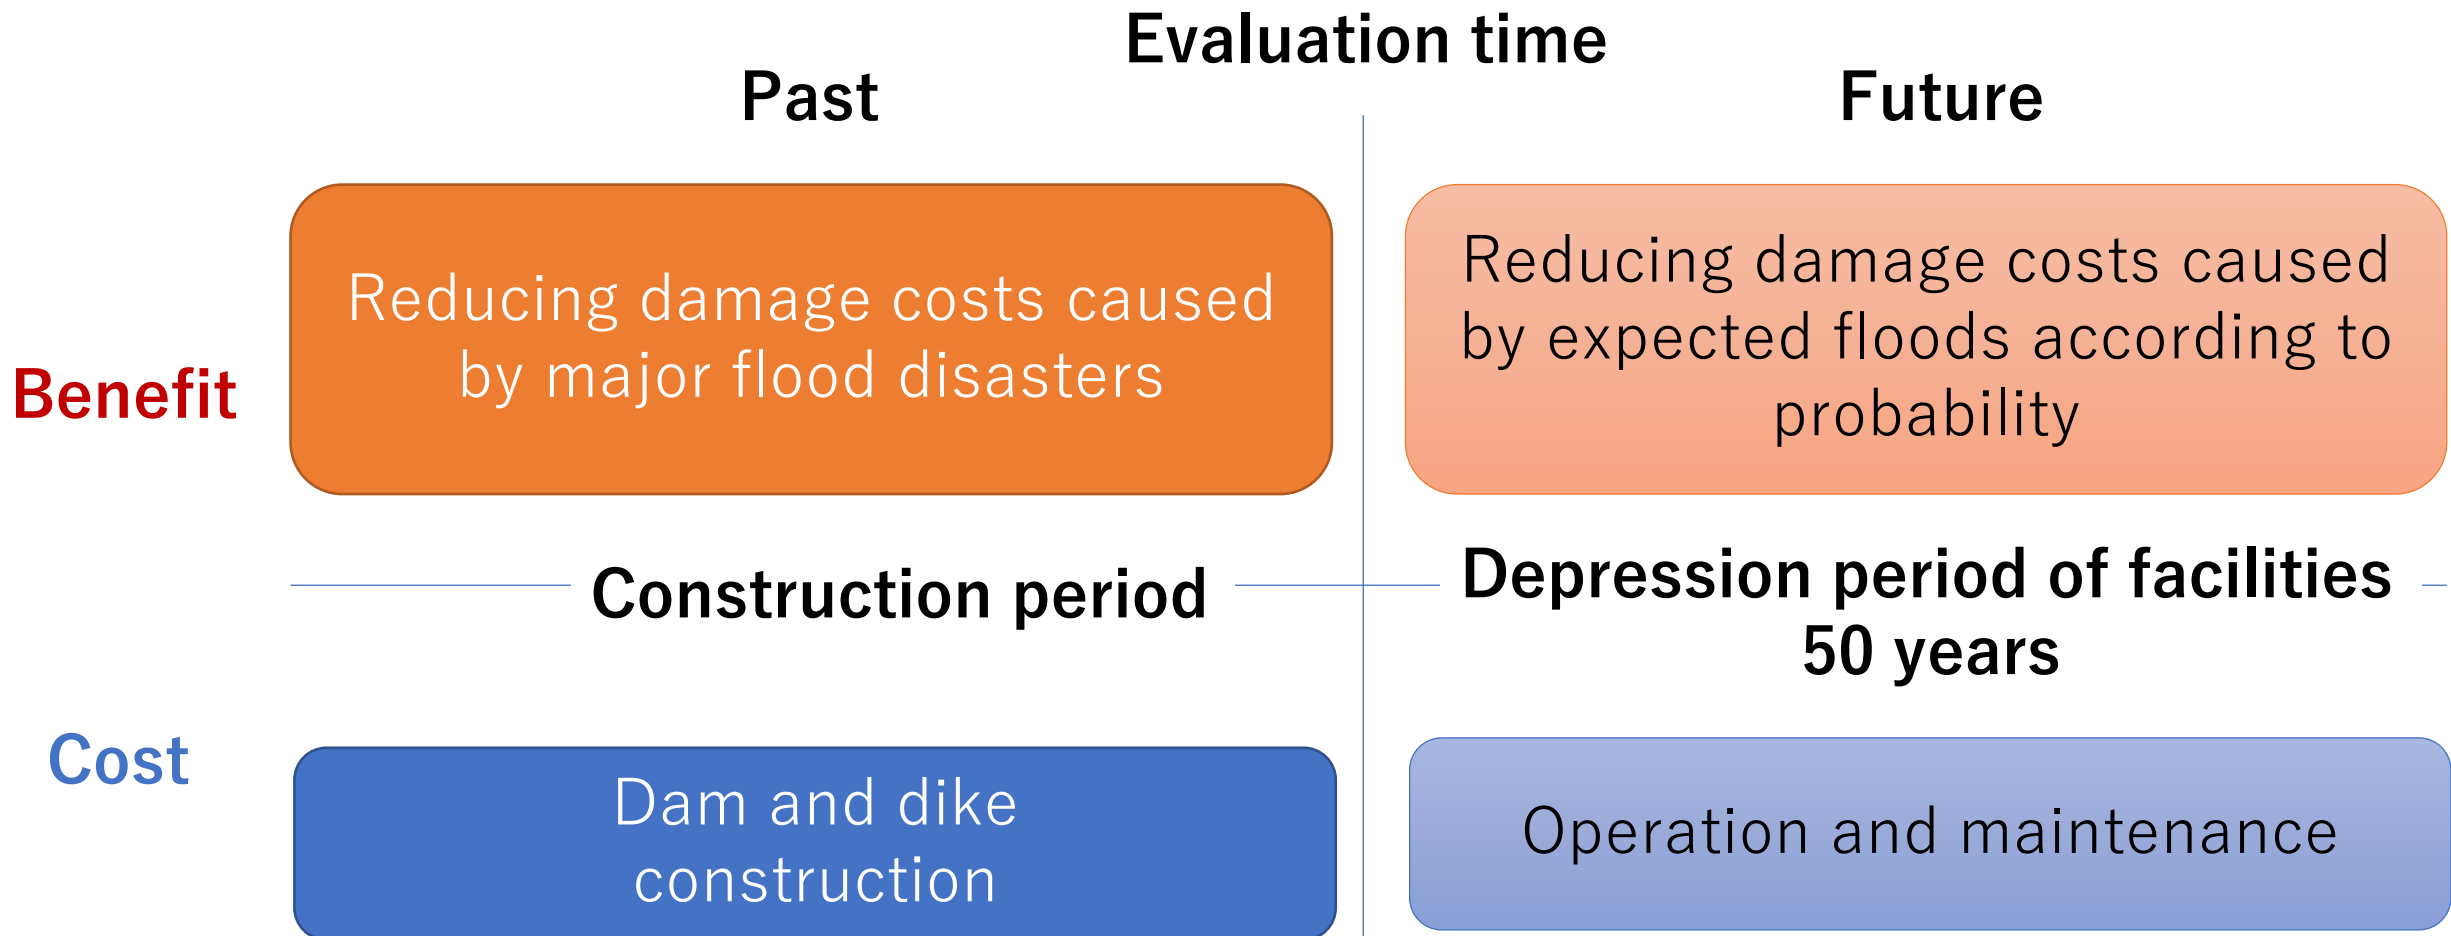 Evaluation time
Past
Future
Benefit
Reducing damage costs caused
by major flood disasters
Reducing damage costs caused
by expected floods according to
probability
Construction period
Depression period of facilities
50 years
Cost
Dam and dike
construction
Operation and maintenance